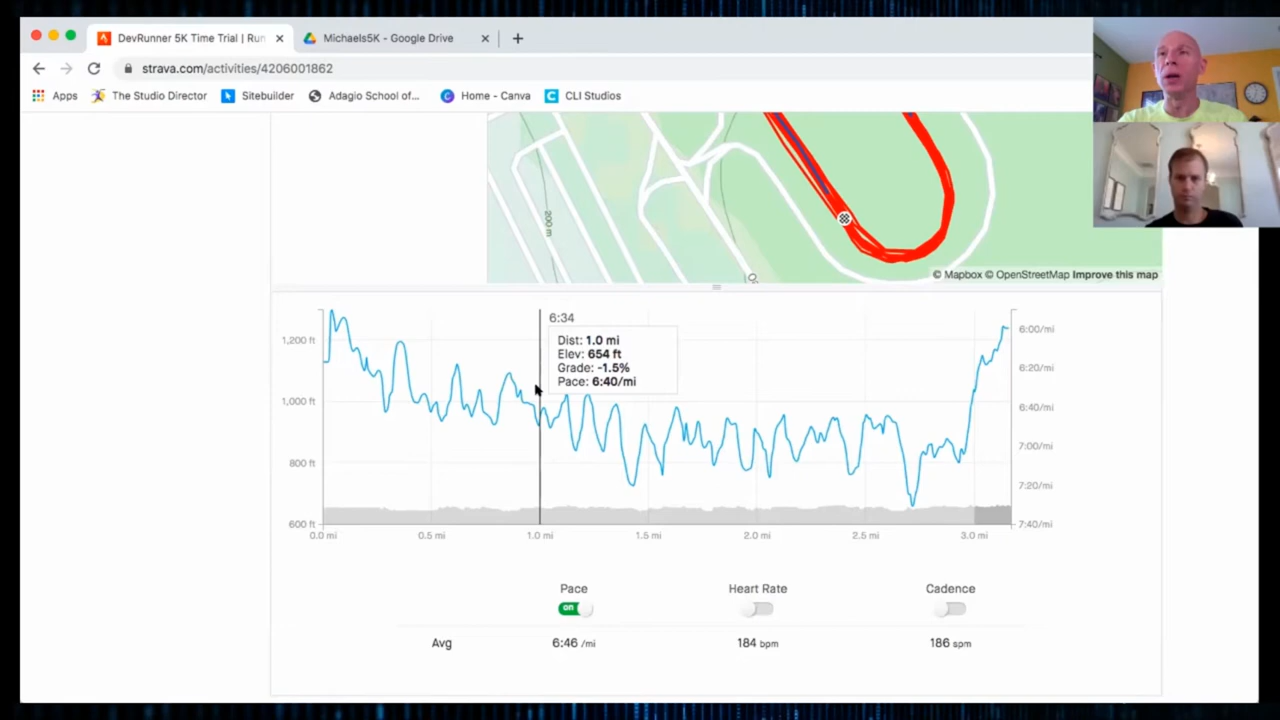 DevRunner 5K Time Trial | Run
Michaels5K - Google Drive
strava.com/activities/4206001862
Apps
The Studio Director
Sitebuilder
Adagio School of...
Home - Canva
CLI Studios
200 m
© Mapbox © OpenStreetMap Improve this map
6:34
Dist: 1.0 mi
Elev: 654 ft
Grade: -1.5%
Pace: 6:40/mi
1,200 ft
1,000 ft
800 ft
600 ft
6:00/mi
6:20/mi
6:40/mi
7:00/mi
7:20/mi
7:40/mi
0.0 mi
0.5 mi
1.0 mi
1.5 mi
2.0 mi
2.5 mi
3.0 mi
Pace
Heart Rate
Cadence
on
Avg
6:46 /mi
184 bpm
186 spm